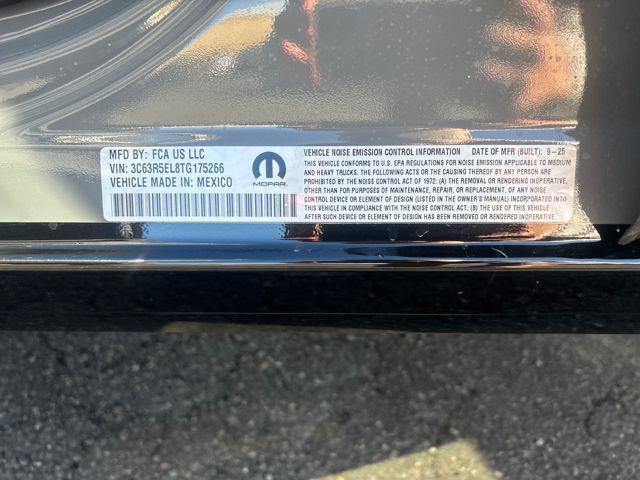 MFD BY: FCA US LLC
VIN: 3C63R5EL8TG175266
VEHICLE MADE IN: MEXICO
MOPAR
VEHICLE NOISE EMISSION CONTROL INFORMATION DATE OF MFR (BUILT): 9-25
THIS VEHICLE CONFORMS TO U.S. EPA REGULATIONS FOR NOISE EMISSION APPLICABLE TO MEDIUM
AND HEAVY TRUCKS. THE FOLLOWING ACTS OR THE CAUSING THEREOF BY ANY PERSON ARE
PROHIBITED BY THE NOISE CONTROL ACT OF 1972: (A) THE REMOVAL OR RENDERING INOPERATIVE,
OTHER THAN FOR PURPOSES OF MAINTENANCE, REPAIR, OR REPLACEMENT, OF ANY NOISE
CONTROL DEVICE OR ELEMENT OF DESIGN (LISTED IN THE OWNER'S MANUAL) INCORPORATED INTO
THIS VEHICLE IN COMPLIANCE WITH THE NOISE CONTROL ACT; (B) THE USE OF THIS VEHICLE
AFTER SUCH DEVICE OR ELEMENT OF DESIGN HAS BEEN REMOVED OR RENDERED INOPERATIVE.